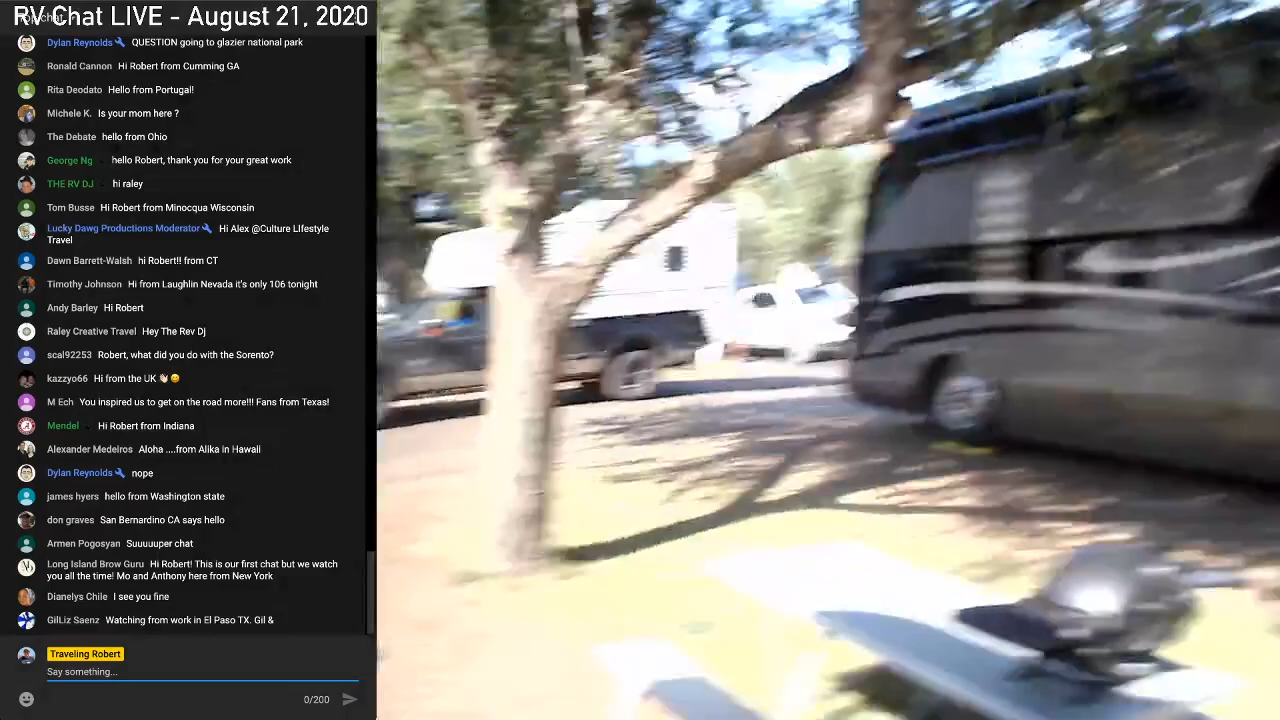 RV Chat LIVE - August 21, 2020
Dylan Reynolds QUESTION going to glazier national park
Ronald Cannon Hi Robert from Cumming GA
Rita Deodato Hello from Portugal!
Michele K. Is your mom here ?
The Debate hello from Ohio
George Ng hello Robert, thank you for your great work
THE RV DJ hi raley
Tom Busse Hi Robert from Minocqua Wisconsin
Lucky Dawg Productions Moderator Hi Alex @Culture LIfestyle
Travel
Dawn Barrett-Walsh hi Robert!! from CT
Timothy Johnson Hi from Laughlin Nevada it's only 106 tonight
Andy Barley Hi Robert
Raley Creative Travel Hey The Rev Dj
scal92253 Robert, what did you do with the Sorento?
kazzyo66 Hi from the UK 👋🏻😄
M Ech You inspired us to get on the road more!!! Fans from Texas!
Mendel Hi Robert from Indiana
Alexander Medeiros Aloha ....from Alika in Hawaii
Dylan Reynolds nope
james hyers hello from Washington state
don graves San Bernardino CA says hello
Armen Pogosyan Suuuuuper chat
Long Island Brow Guru Hi Robert! This is our first chat but we watch
you all the time! Mo and Anthony here from New York
Dianelys Chile I see you fine
GilLiz Saenz Watching from work in El Paso TX. Gil &
Traveling Robert
Say something...
0/200